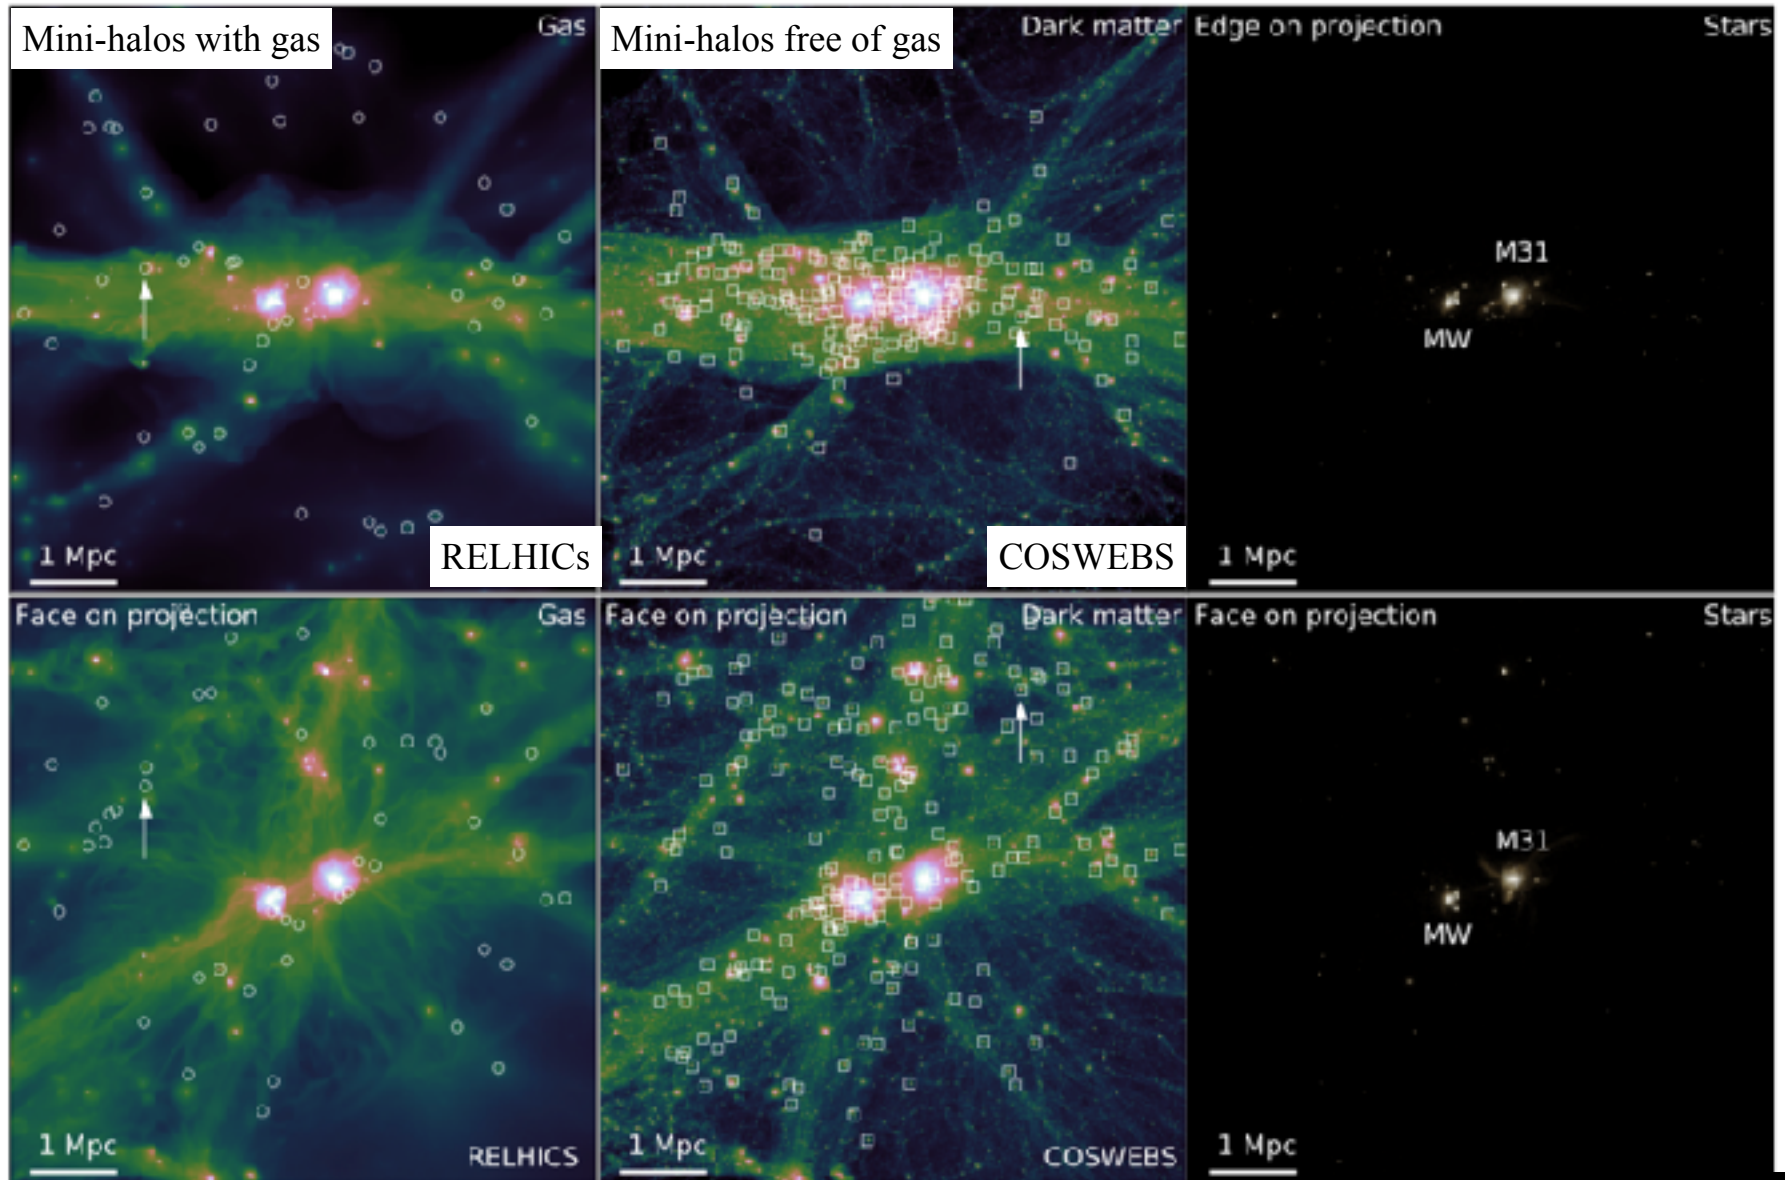 Mini-halos with gas
Gas
Mini-halos free of gas
Dark matter
Edge on projection
Stars
M31
MW
1 Mpc
RELHICs
1 Mpc
COSWEBS
1 Mpc
Face on projection
Gas
Face on projection
Dark matter
Face on projection
Stars
M31
MW
1 Mpc
RELHICS
1 Mpc
COSWEBS
1 Mpc